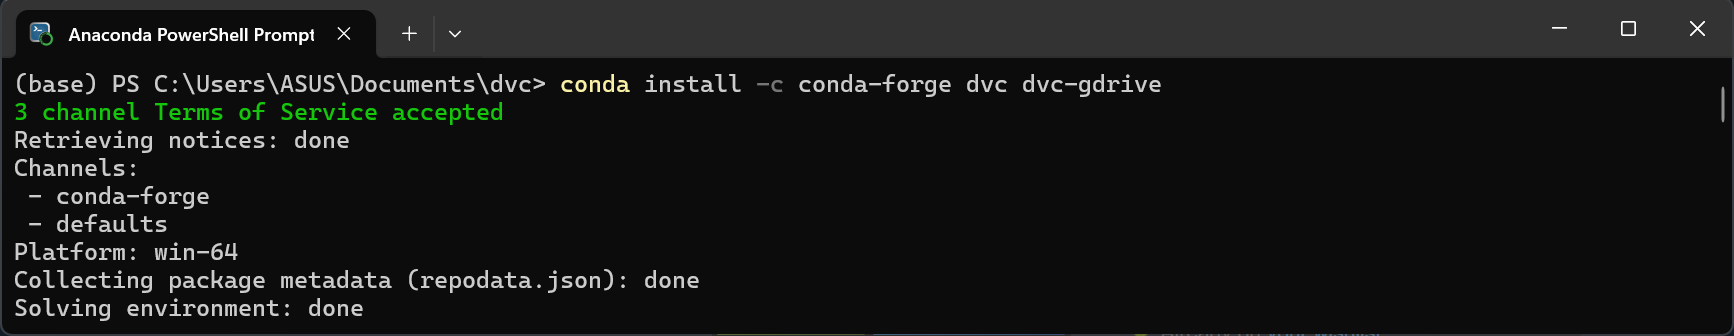 Anaconda PowerShell Prompt
(base) PS C:\Users\ASUS\Documents\dvc> conda install -c conda-forge dvc dvc-gdrive
3 channel Terms of Service accepted
Retrieving notices: done
Channels:
 - conda-forge
 - defaults
Platform: win-64
Collecting package metadata (repodata.json): done
Solving environment: done